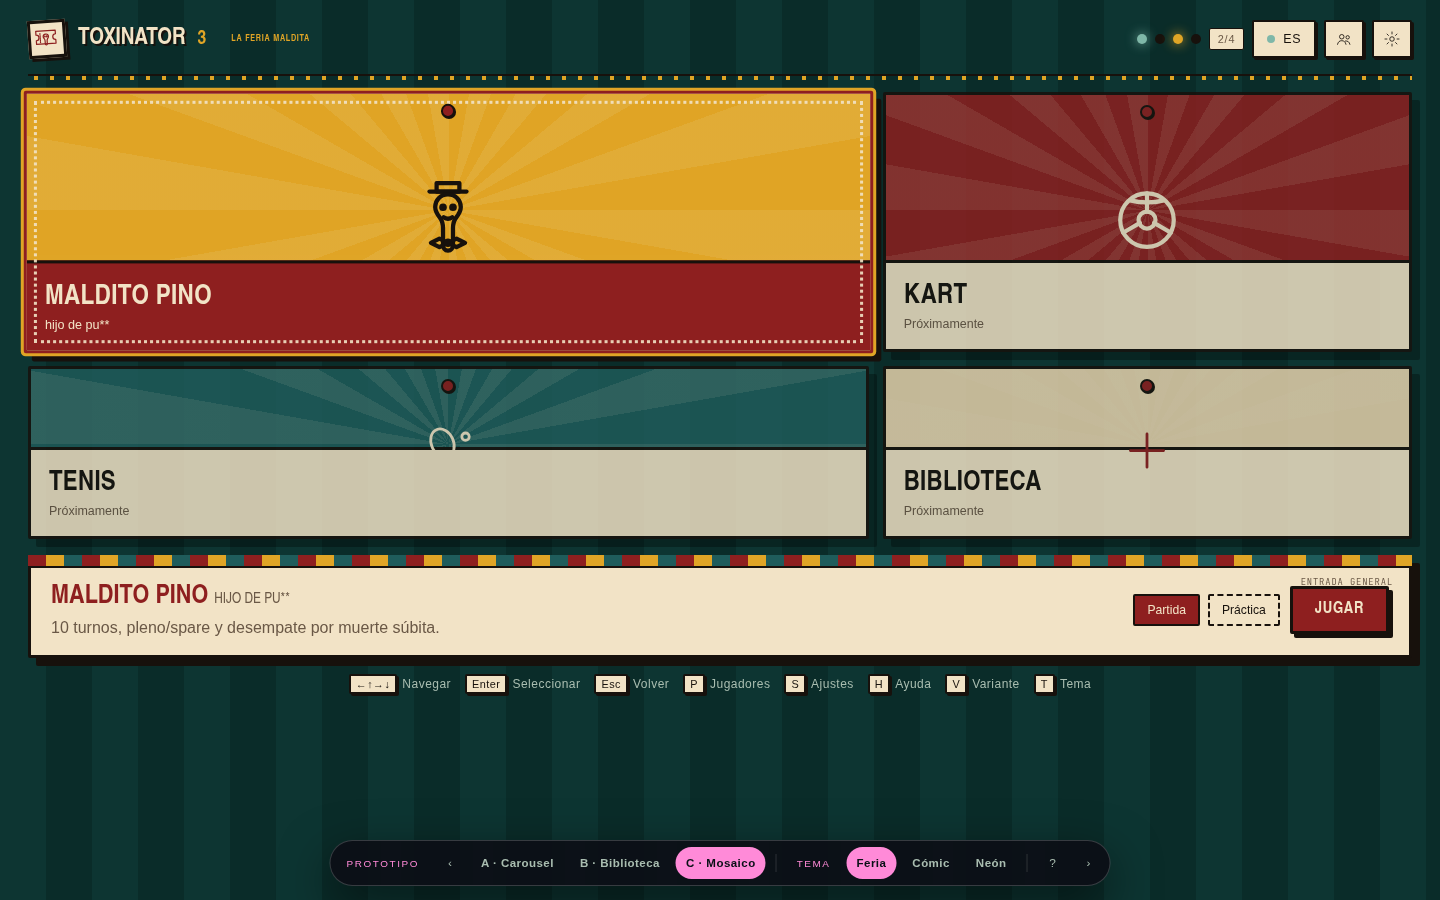 TOXINATOR 3 LA FERIA MALDITA
2/4 ES
MALDITO PINO
hijo de pu**
KART
Próximamente
TENIS
Próximamente
BIBLIOTECA
Próximamente
MALDITO PINO HIJO DE PU**
10 turnos, pleno/spare y desempate por muerte súbita.
ENTRADA GENERAL
Partida Práctica JUGAR
←↑→↓ Navegar Enter Seleccionar Esc Volver P Jugadores S Ajustes H Ayuda V Variante T Tema
PROTOTIPO ‹ A · Carousel B · Biblioteca C · Mosaico TEMA Feria Cómic Neón ? ›